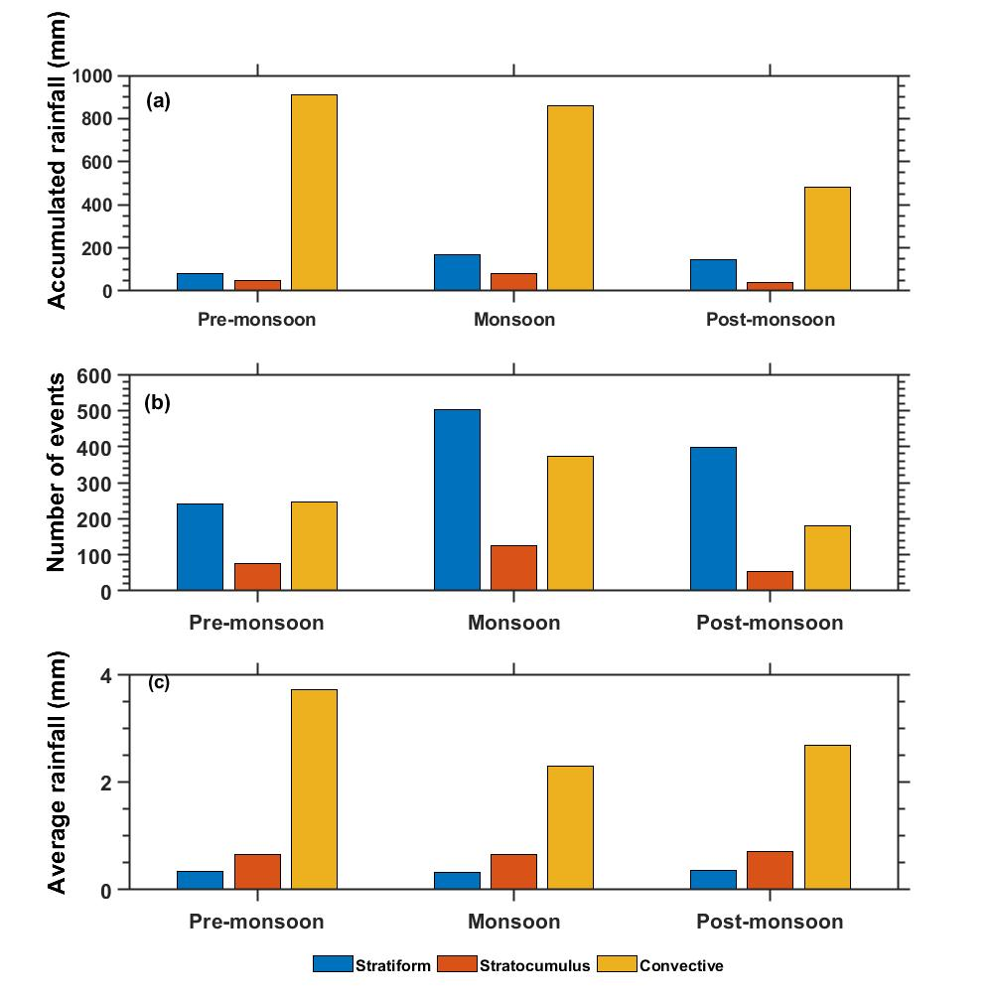 Accumulated rainfall (mm)
1000
800
600
400
200
0
(a)
Pre-monsoon Monsoon Post-monsoon
Number of events
600
500
400
300
200
100
0
(b)
Pre-monsoon Monsoon Post-monsoon
Average rainfall (mm)
4
2
0
(c)
Pre-monsoon Monsoon Post-monsoon
Stratiform Stratocumulus Convective